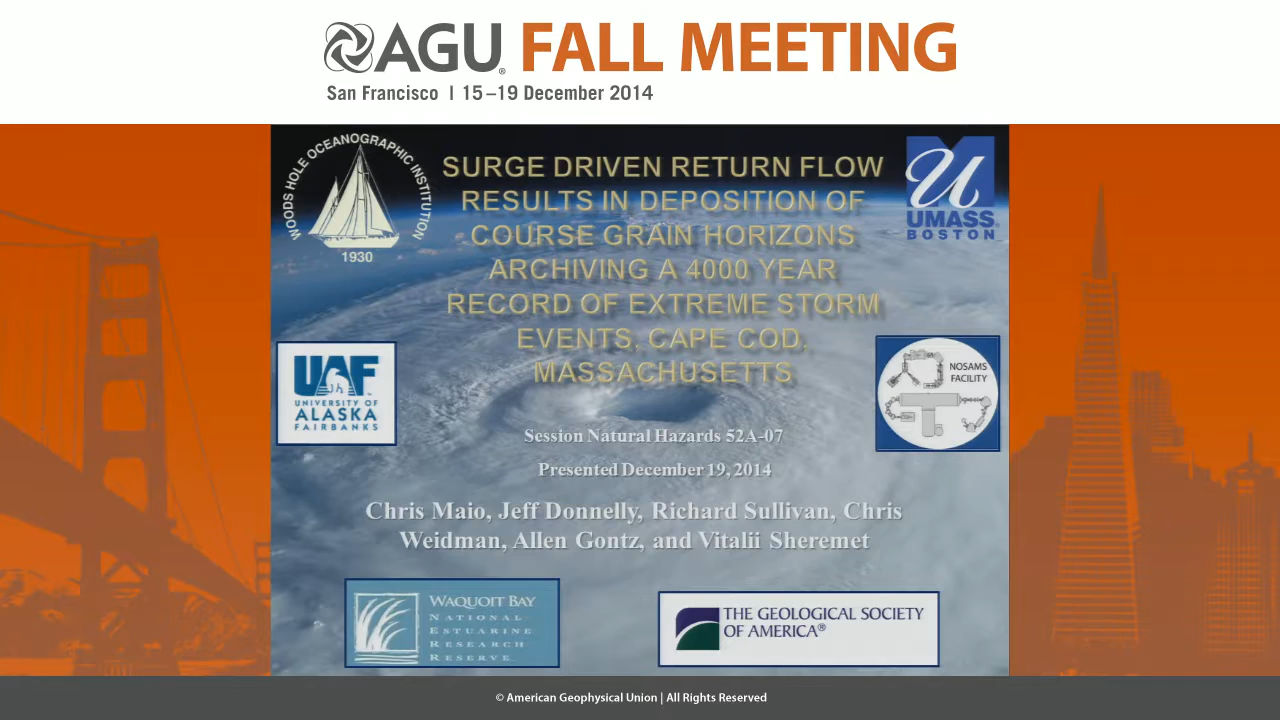 AGU® FALL MEETING
San Francisco | 15–19 December 2014
WOODS HOLE OCEANOGRAPHIC INSTITUTION
1930
SURGE DRIVEN RETURN FLOW
RESULTS IN DEPOSITION OF
COURSE GRAIN HORIZONS
ARCHIVING A 4000 YEAR
RECORD OF EXTREME STORM
EVENTS, CAPE COD,
MASSACHUSETTS
U
UMASS®
BOSTON
UAF
UNIVERSITY OF
ALASKA
FAIRBANKS
NOSAMS
FACILITY
Session Natural Hazards 52A-07
Presented December 19, 2014
Chris Maio, Jeff Donnelly, Richard Sullivan, Chris
Weidman, Allen Gontz, and Vitalii Sheremet
WAQUOIT BAY
NATIONAL
ESTUARINE
RESEARCH
RESERVE
THE GEOLOGICAL SOCIETY
OF AMERICA®
© American Geophysical Union | All Rights Reserved